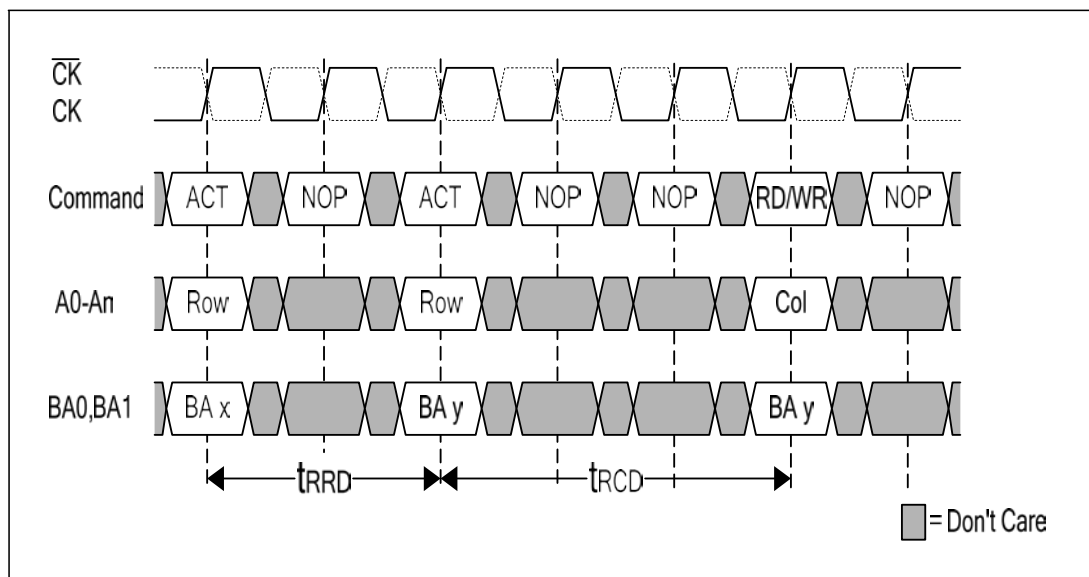 CK
CK
Command ACT NOP ACT NOP NOP RD/WR NOP
A0-An Row Row Col
BA0,BA1 BA x BA y BA y
tRRD tRCD
= Don't Care